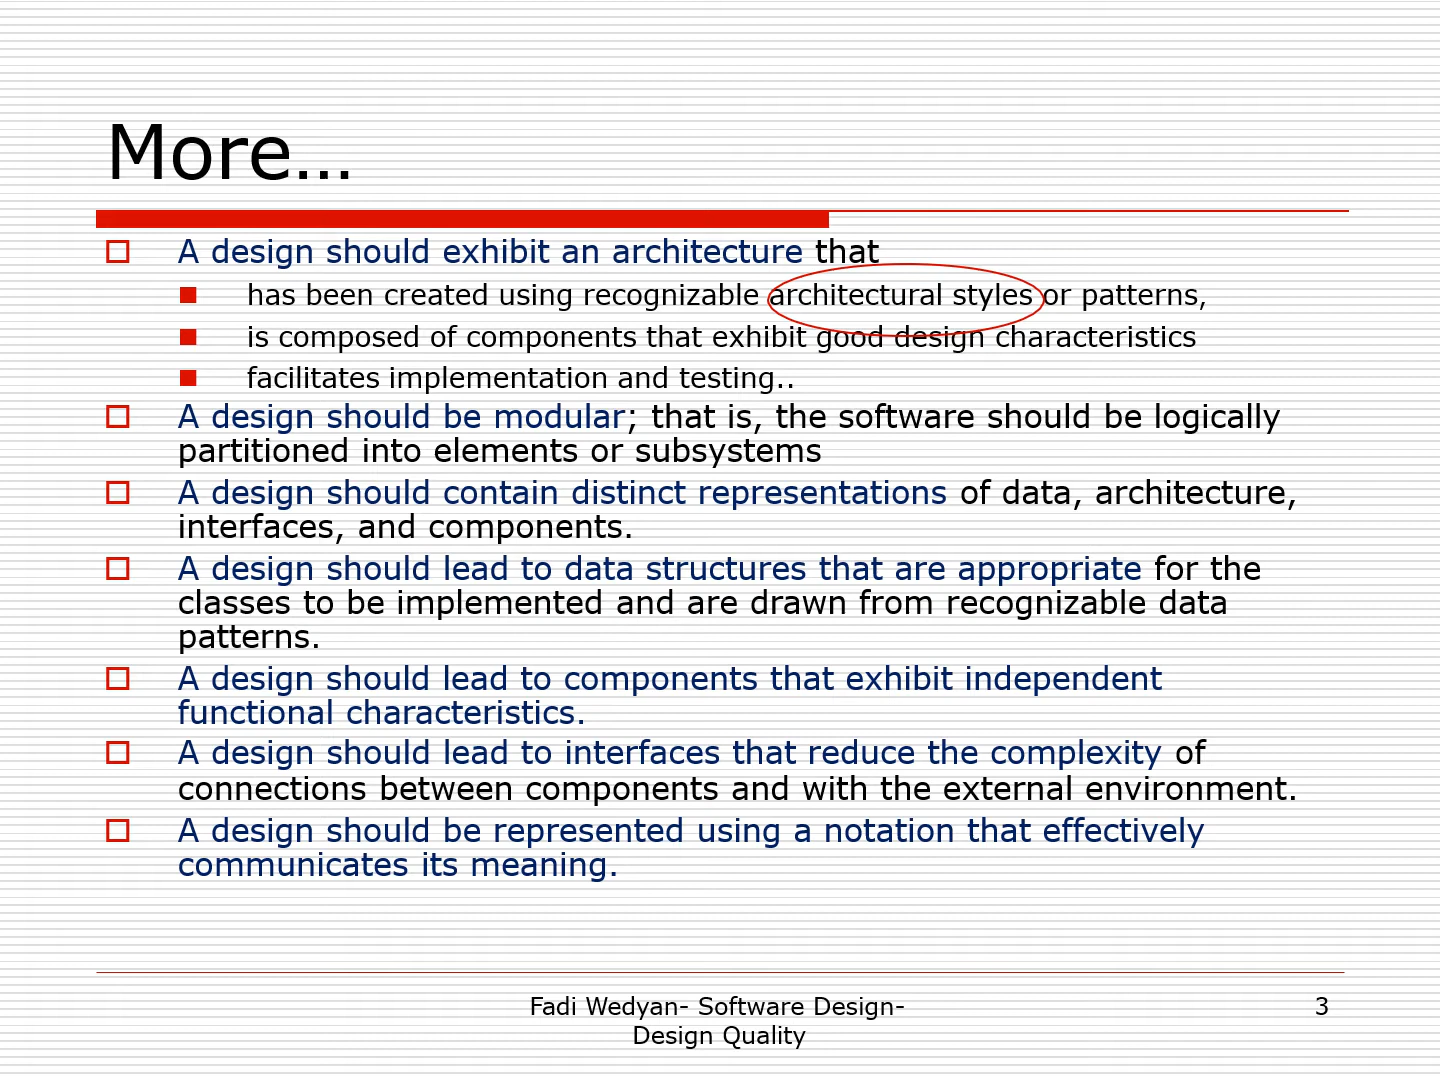 More…
A design should exhibit an architecture that
has been created using recognizable architectural styles or patterns,
is composed of components that exhibit good design characteristics
facilitates implementation and testing..
A design should be modular; that is, the software should be logically
partitioned into elements or subsystems
A design should contain distinct representations of data, architecture,
interfaces, and components.
A design should lead to data structures that are appropriate for the
classes to be implemented and are drawn from recognizable data
patterns.
A design should lead to components that exhibit independent
functional characteristics.
A design should lead to interfaces that reduce the complexity of
connections between components and with the external environment.
A design should be represented using a notation that effectively
communicates its meaning.
Fadi Wedyan- Software Design-
Design Quality
3